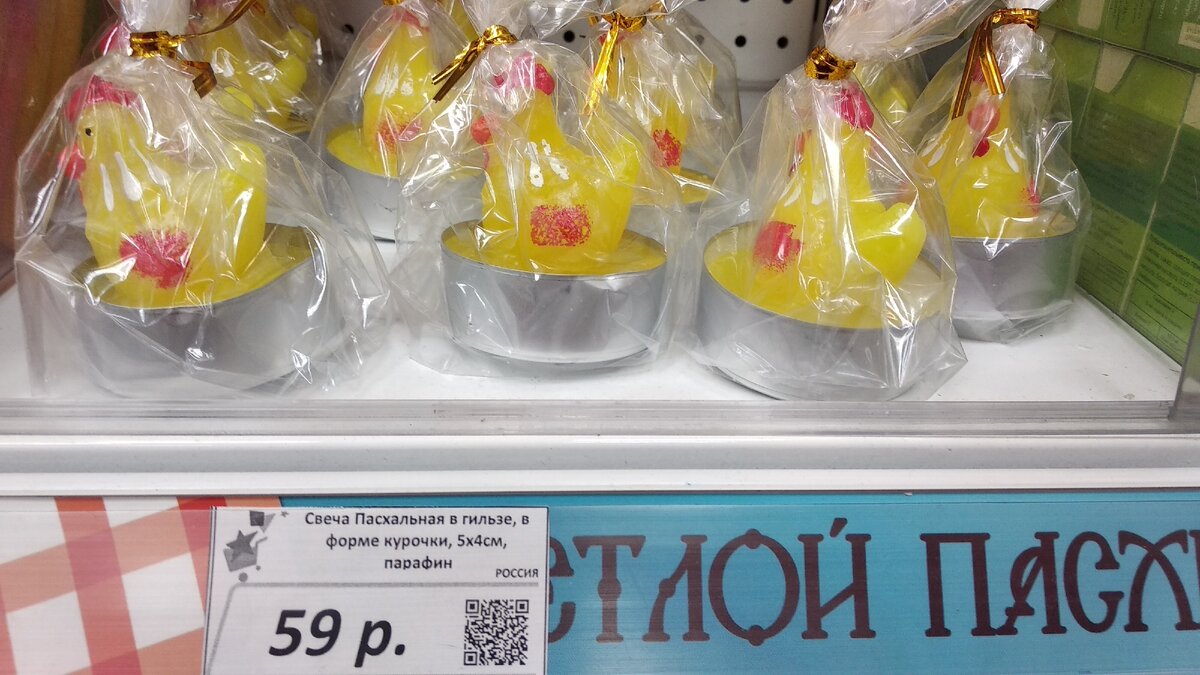 Свеча Пасхальная в гильзе, в
форме курочки, 5х4см,
парафин
РОССИЯ
59 р.
ЕТЛОЙ ПАСХ